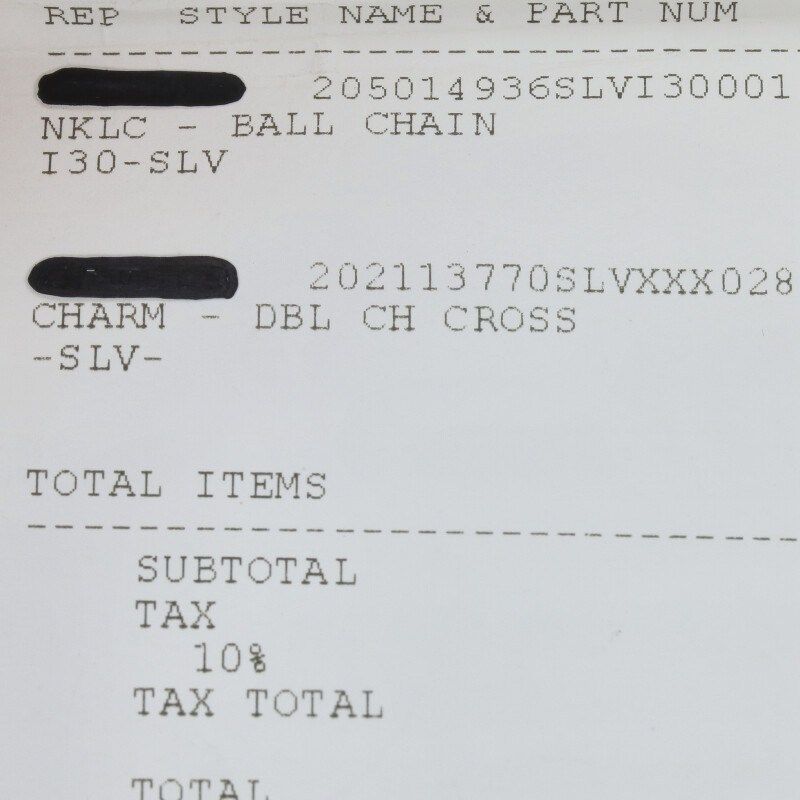 REP STYLE NAME & PART NUM
205014936SLVI30001
NKLC - BALL CHAIN
I30-SLV
202113770SLVXXX028
CHARM - DBL CH CROSS
-SLV-
TOTAL ITEMS
SUBTOTAL
TAX
10%
TAX TOTAL
TOTAL